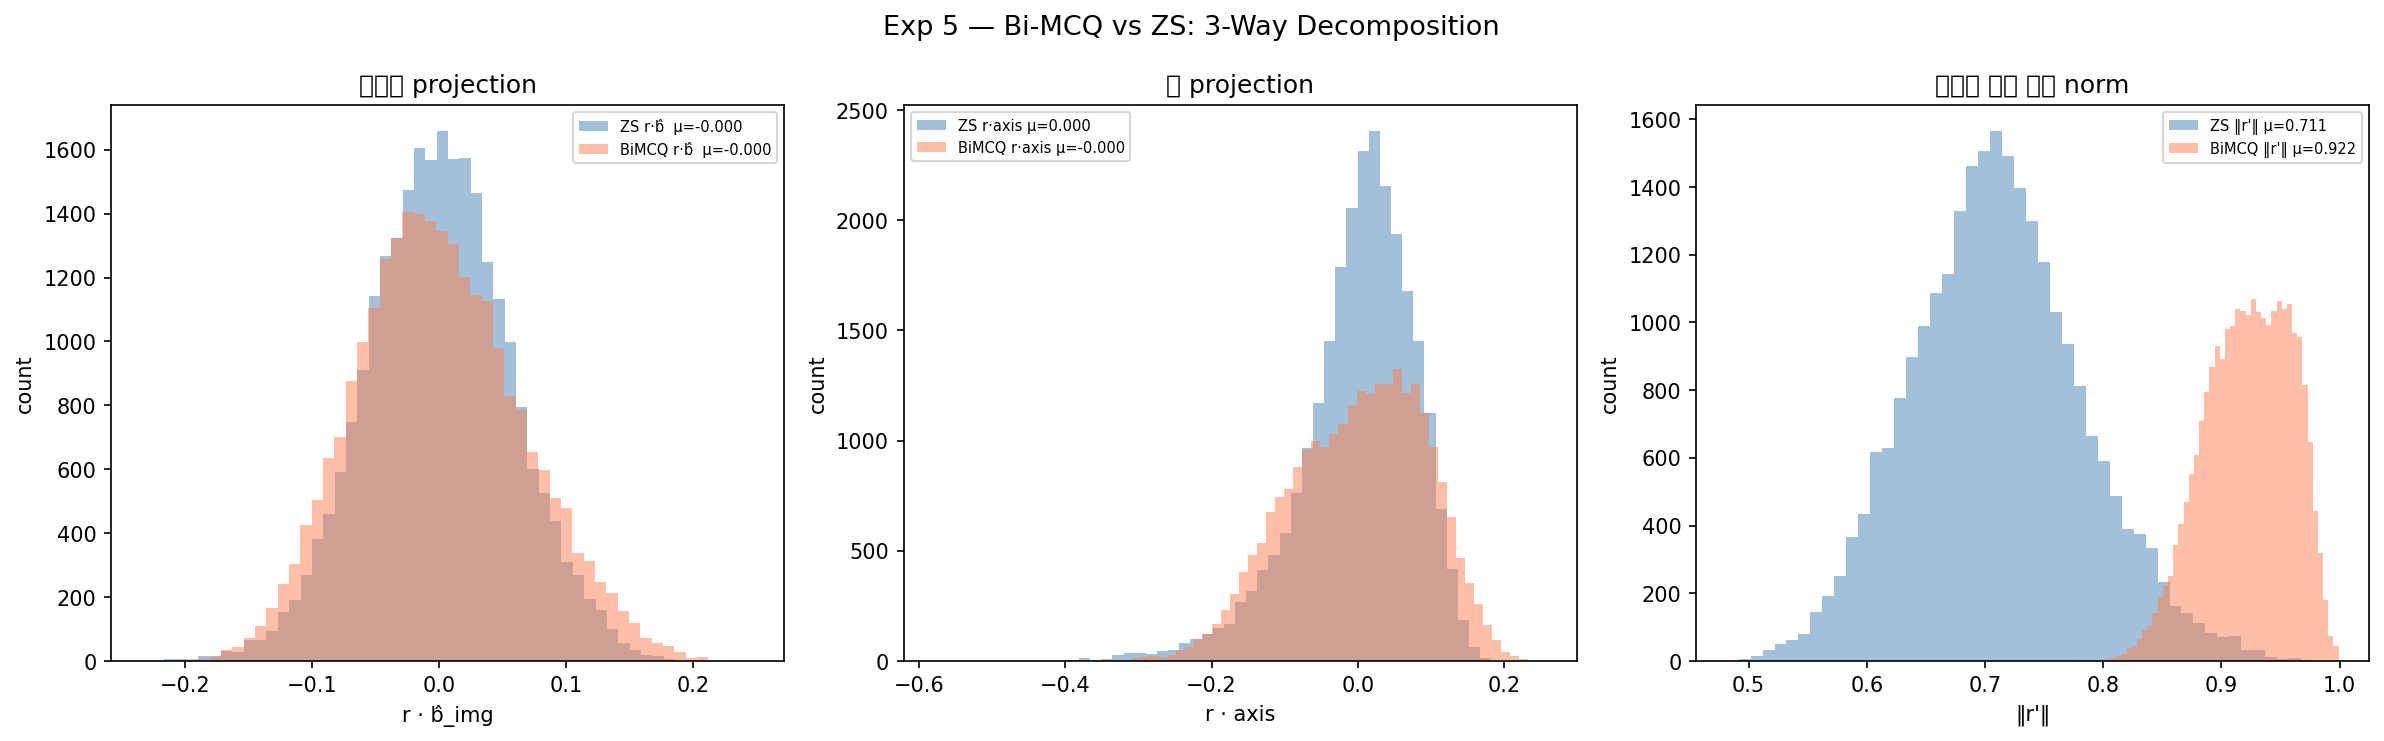 Exp 5 — Bi-MCQ vs ZS: 3-Way Decomposition
projection
ZS r·b̂  μ=-0.000
BiMCQ r·b̂  μ=-0.000
1600
1400
1200
1000
800
600
400
200
0
count
−0.2
−0.1
0.0
0.1
0.2
r · b̂_img
projection
ZS r·axis μ=0.000
BiMCQ r·axis μ=-0.000
2500
2000
1500
1000
500
0
count
−0.6
−0.4
−0.2
0.0
0.2
r · axis
norm
ZS ‖r'‖ μ=0.711
BiMCQ ‖r'‖ μ=0.922
1600
1400
1200
1000
800
600
400
200
0
count
0.5
0.6
0.7
0.8
0.9
1.0
‖r'‖